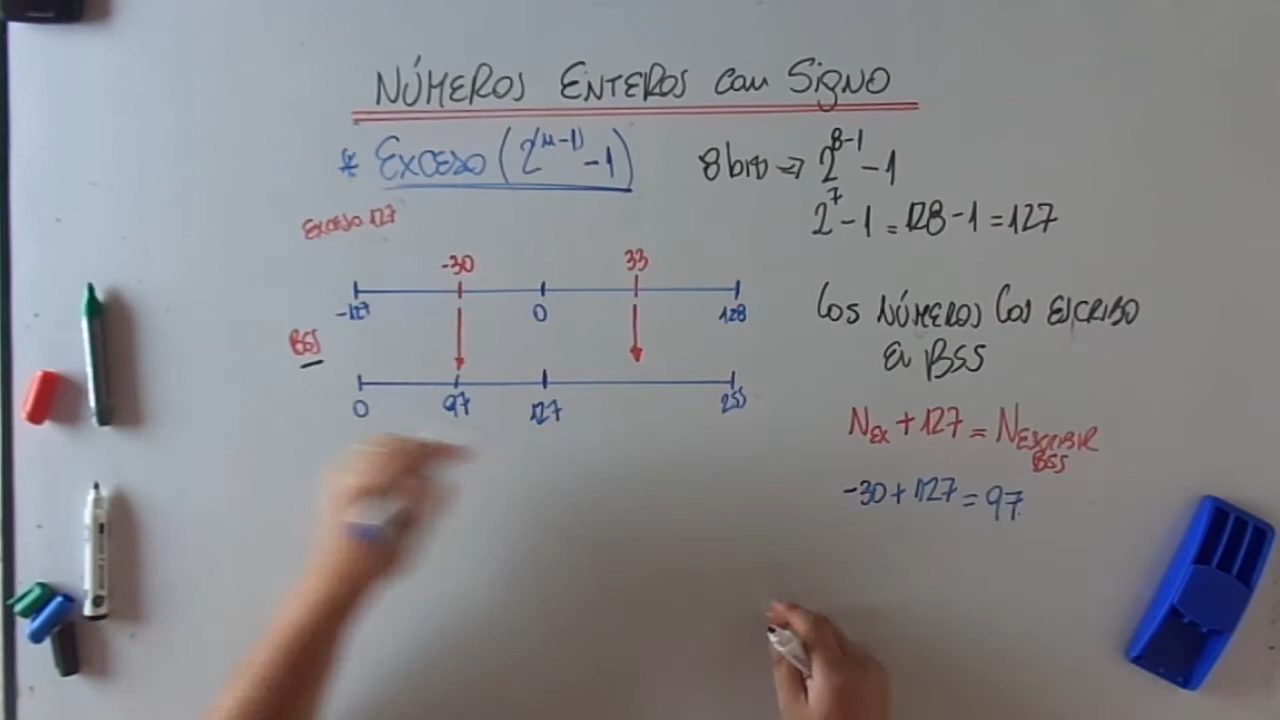 NÚMEROS ENTEROS con Signo
* EXCESO (2^(n-1) - 1)
8 bits => 2^8-1 - 1
2^7 - 1 = 128 - 1 = 127
EXCESO 127
-30 33
-127 0 128
BSS
0 97 127 255
Los NÚMEROS LOS ESCRIBO
EN BSS
N_EX + 127 = N_ESCRIBIR BSS
-30 + 127 = 97